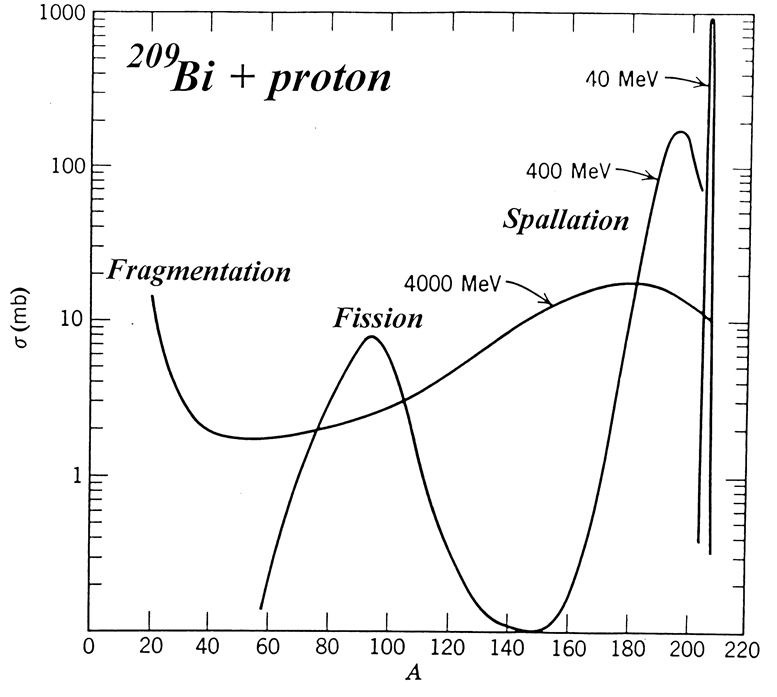 1000
²⁰⁹Bi + proton
40 MeV
100
400 MeV
Spallation
Fragmentation
4000 MeV
10
Fission
σ (mb)
1
0 20 40 60 80 100 120 140 160 180 200 220
A